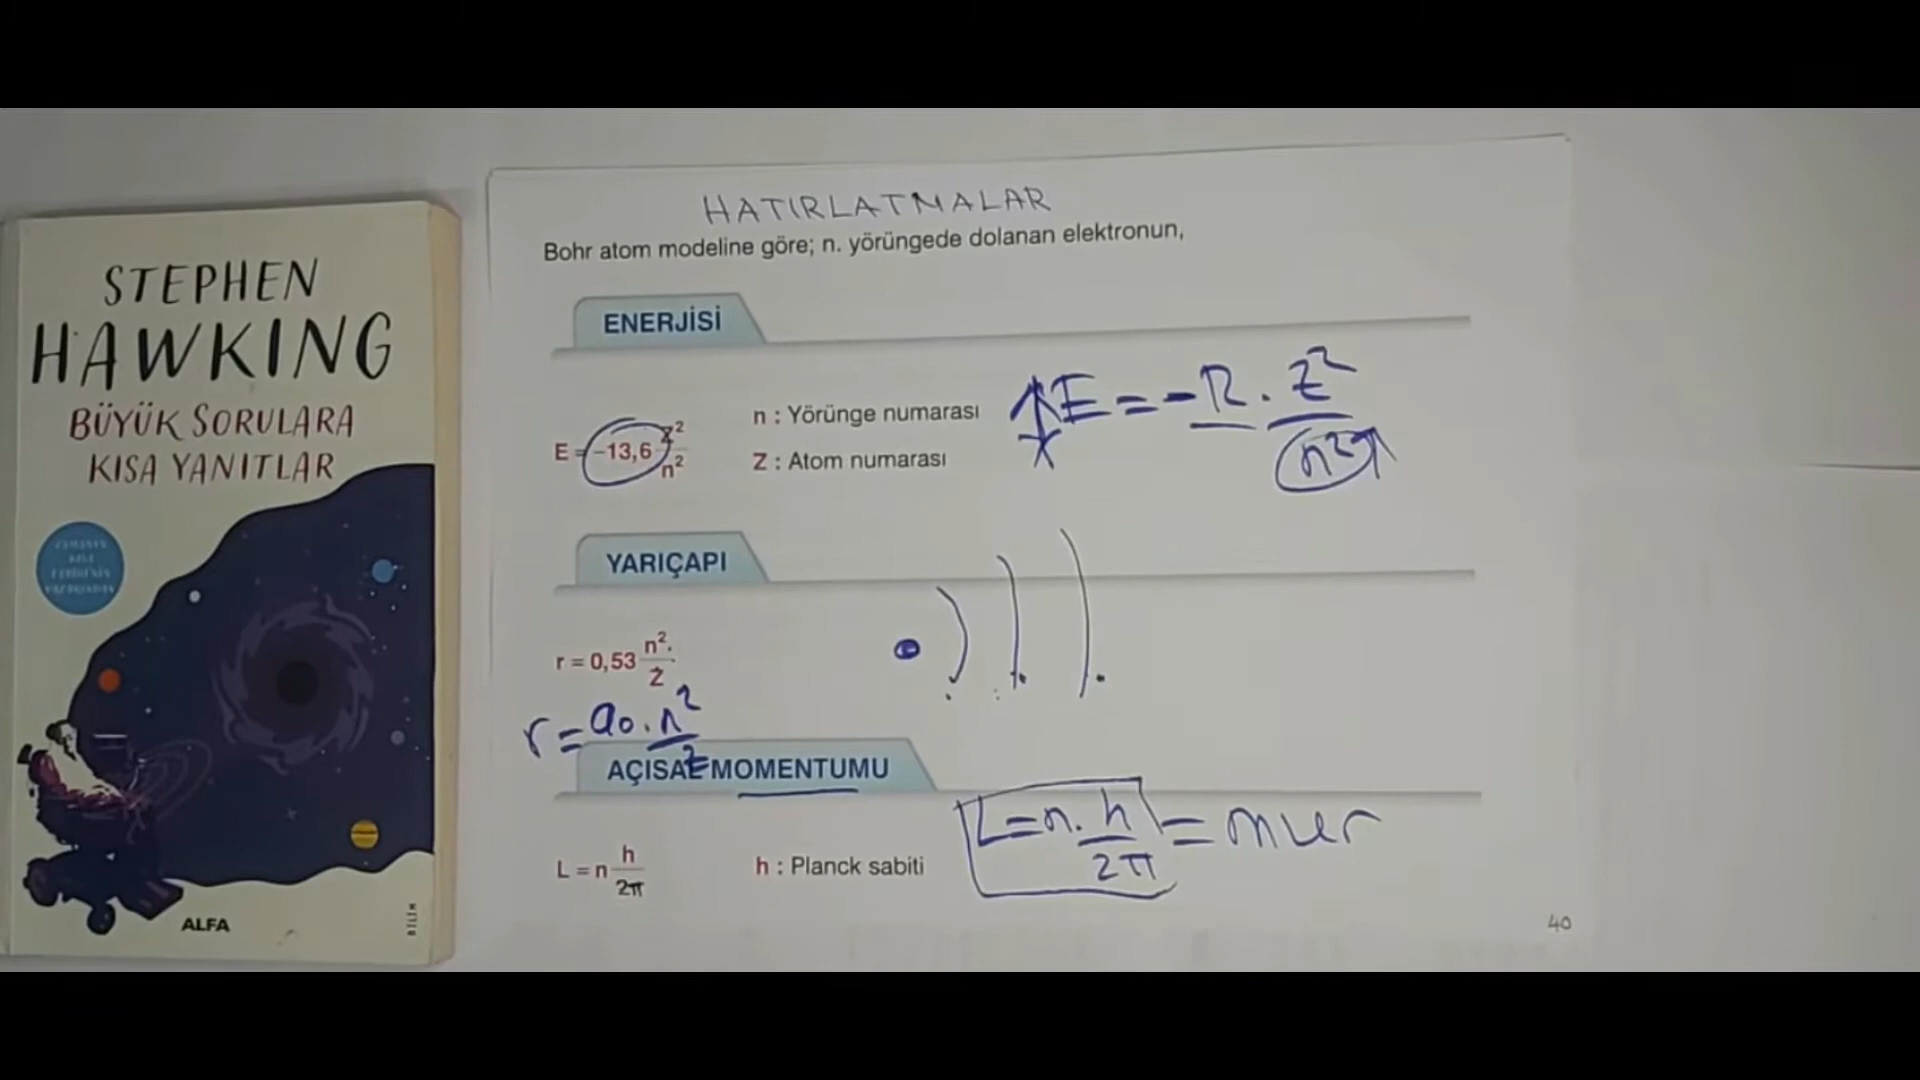 STEPHEN
HAWKING
BÜYÜK SORULARA
KISA YANITLAR
ALFA
BİLİM
HATIRLATMALAR
Bohr atom modeline göre; n. yörüngede dolanan elektronun,
ENERJİSİ
E = -13,6 Z²/n²
n : Yörünge numarası
Z : Atom numarası
E = -R . Z²/n²
YARIÇAPI
r = 0,53 n²/Z
r = a₀ . n²/Z
AÇISAL MOMENTUMU
L = n h/2π
h : Planck sabiti
L = n . h/2π = mvr
40